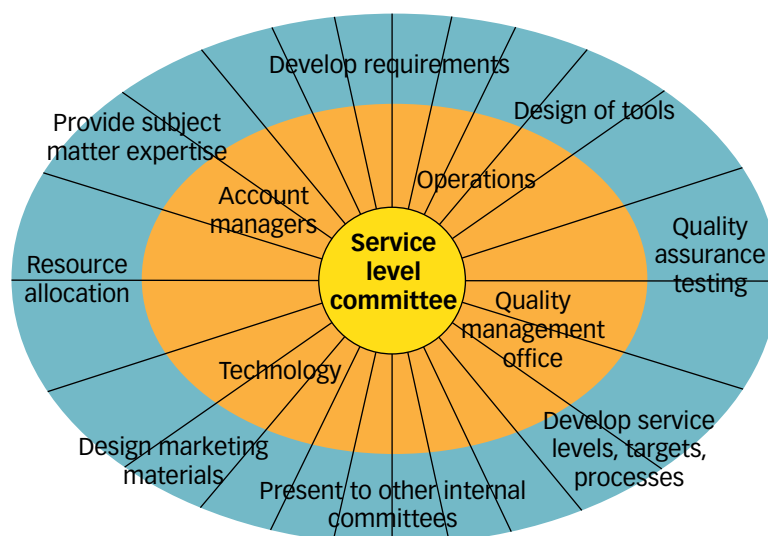 Develop requirements
Design of tools
Provide subject
matter expertise
Operations
Account
managers
Service
level
committee
Quality
assurance
testing
Resource
allocation
Quality
management
office
Technology
Develop service
levels, targets,
processes
Design marketing
materials
Present to other internal
committees